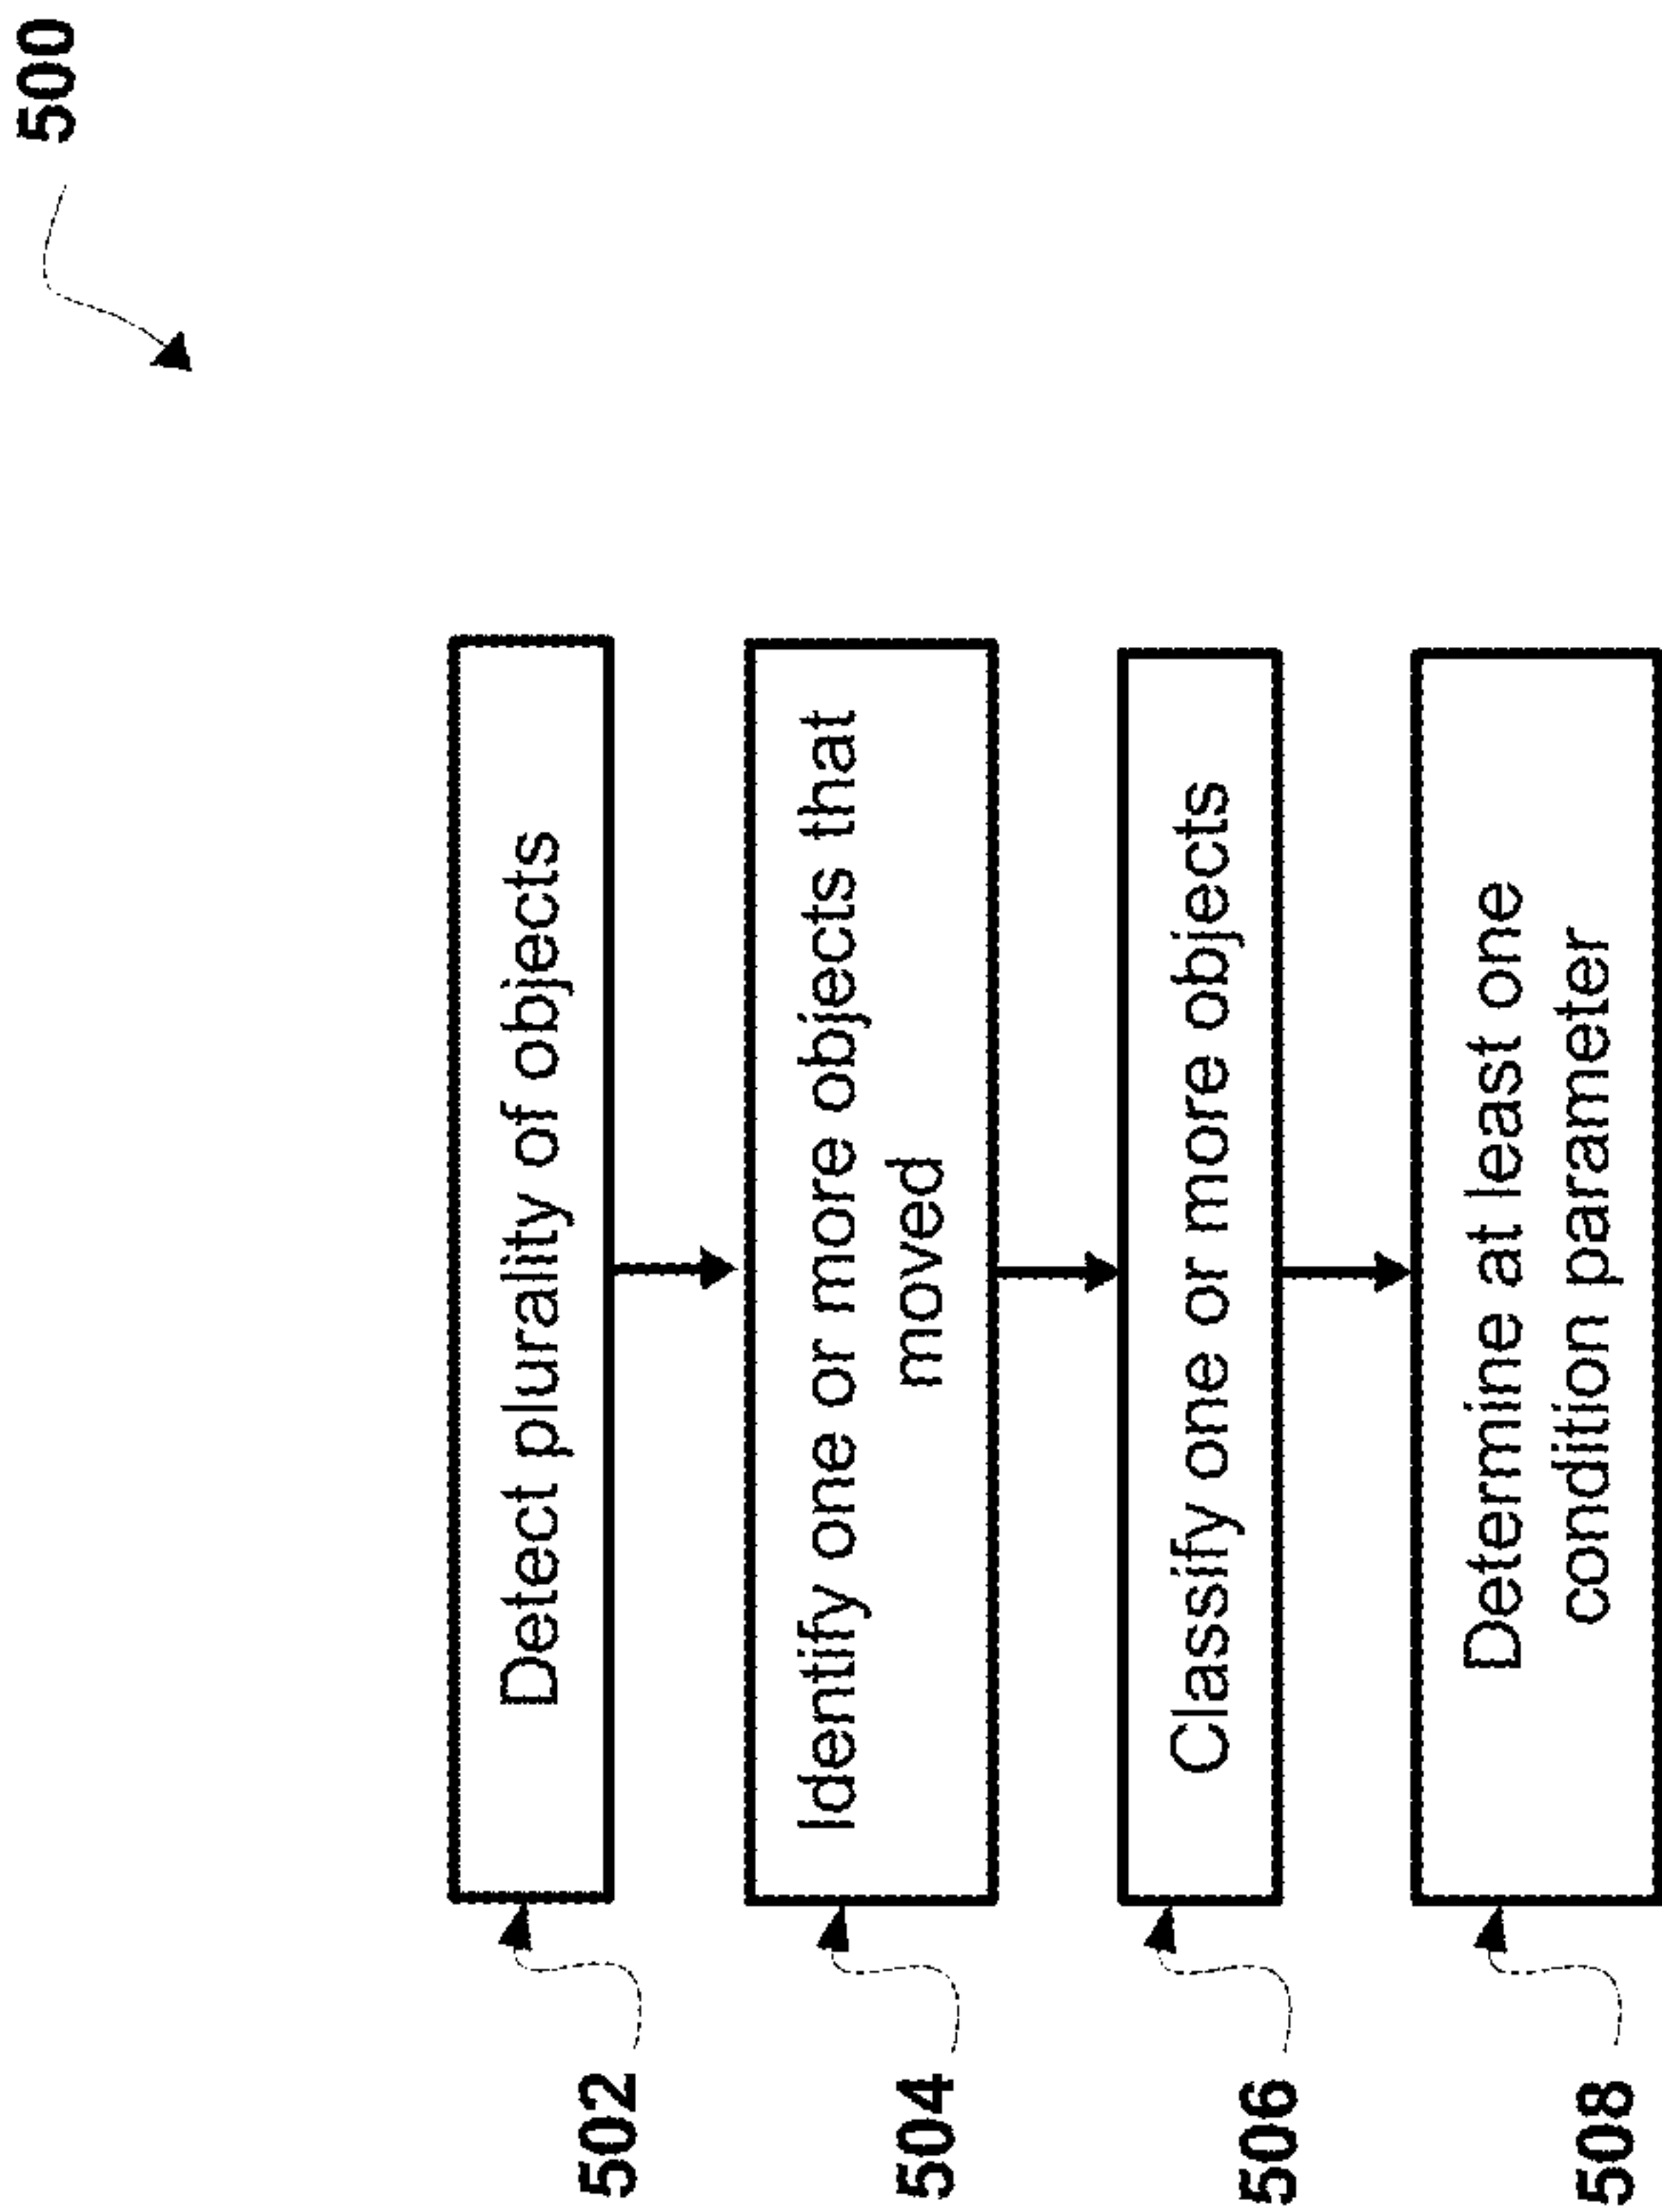 500
502
Detect plurality of objects
504
Identify one or more objects that
moved
506
Classify one or more objects
508
Determine at least one
condition parameter